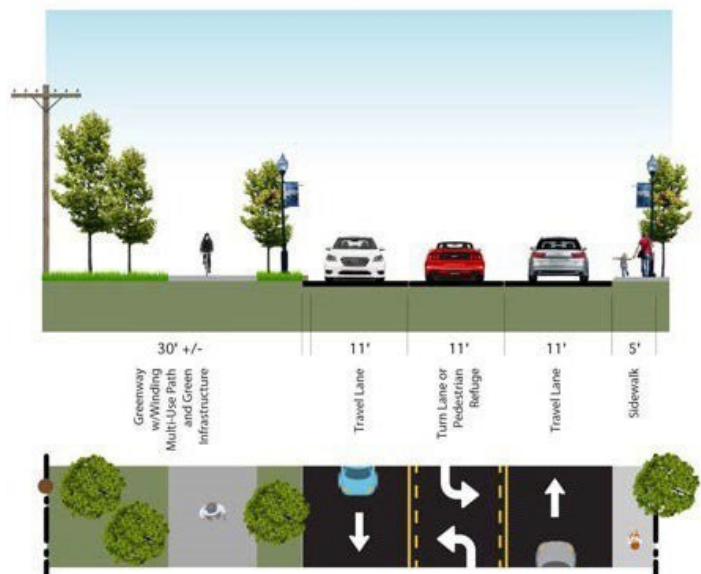 30' +/-
11'
11'
11'
5'
Greenway
w/Winding
Multi-Use Path
and Green
Infrastructure
Travel Lane
Turn Lane or
Pedestrian
Refuge
Travel Lane
Sidewalk